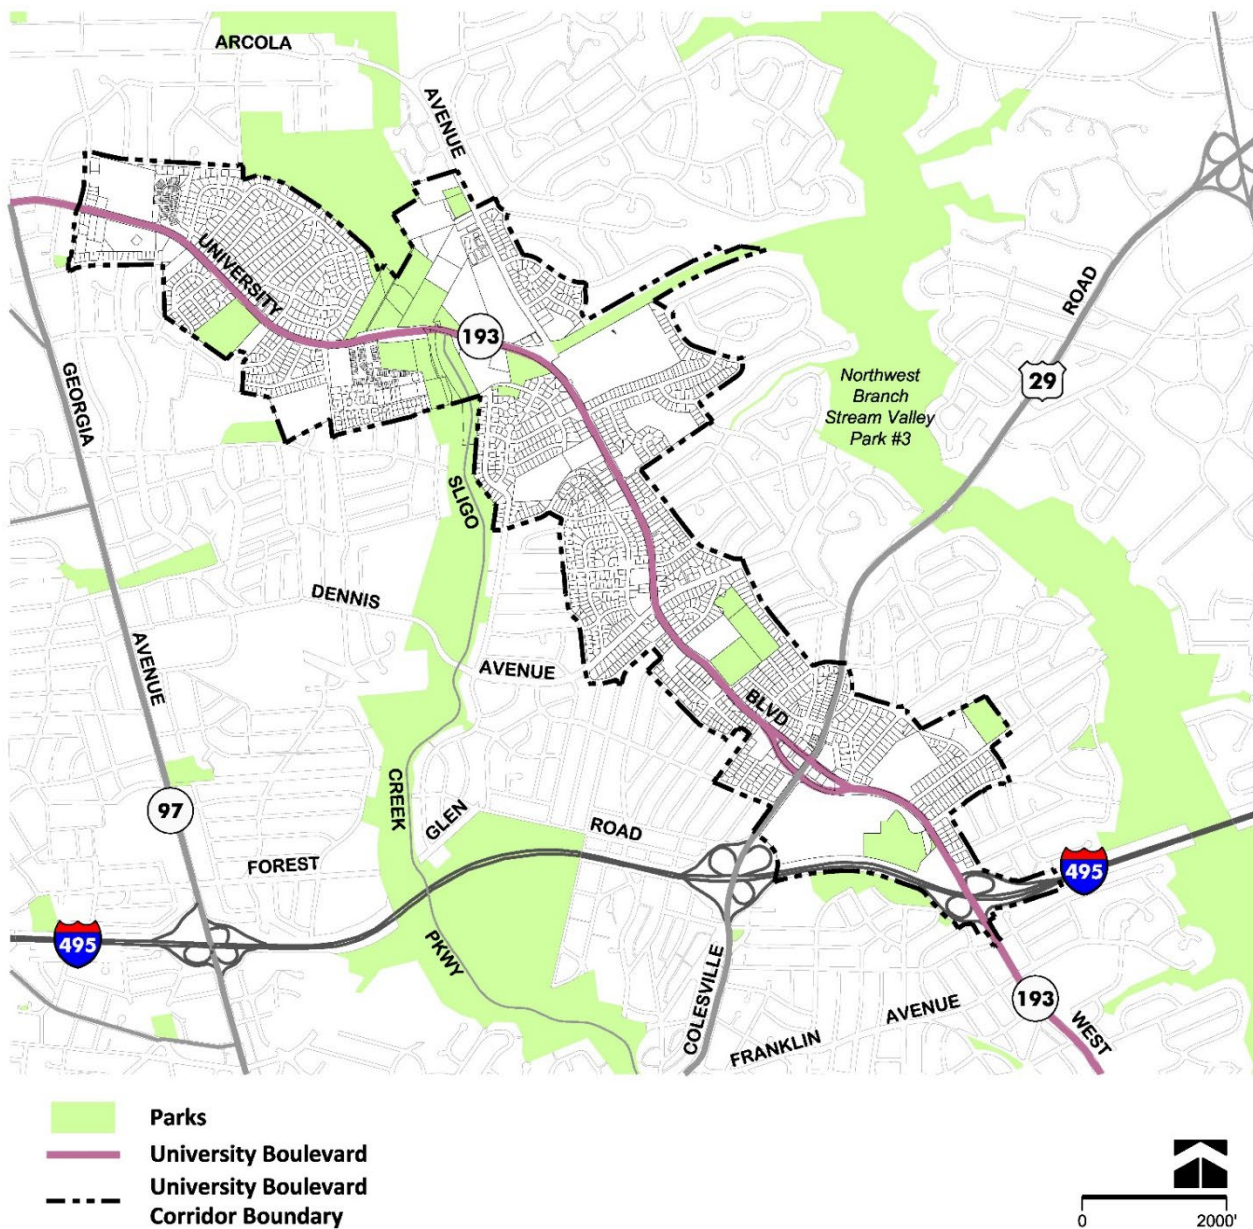 ARCOLA
AVENUE
UNIVERSITY
193
ROAD
29
Northwest
Branch
Stream Valley
Park #3
GEORGIA
SLIGO
DENNIS
AVENUE
AVENUE
BLVD
CREEK
GLEN
97
ROAD
FOREST
495
495
PKWY
COLESVILLE
193
AVENUE
FRANKLIN
WEST
Parks
University Boulevard
University Boulevard
Corridor Boundary
0 2000'